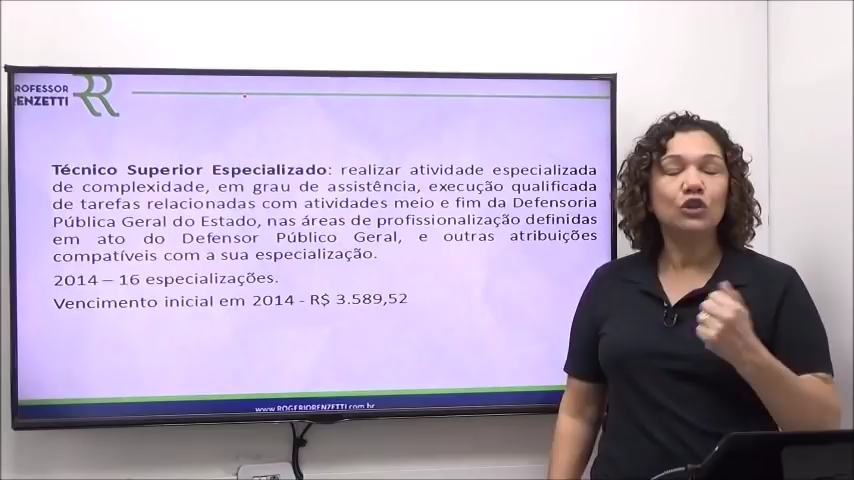 ROFESSOR
RENZETTI
RR
Técnico Superior Especializado: realizar atividade especializada
de complexidade, em grau de assistência, execução qualificada
de tarefas relacionadas com atividades meio e fim da Defensoria
Pública Geral do Estado, nas áreas de profissionalização definidas
em ato do Defensor Público Geral, e outras atribuições
compatíveis com a sua especialização.
2014 – 16 especializações.
Vencimento inicial em 2014 - R$ 3.589,52
www.ROGERIORENZETTI.com.br